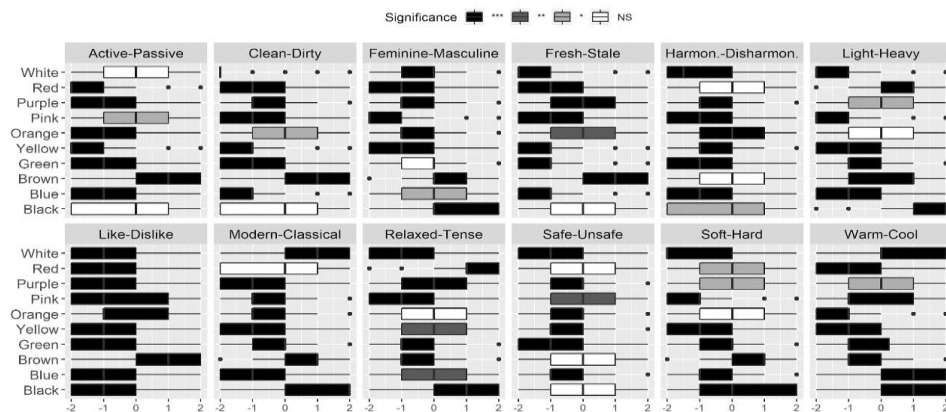 Significance *** ** * NS
Active-Passive Clean-Dirty Feminine-Masculine Fresh-Stale Harmon.-Disharmon. Light-Heavy
White
Red
Purple
Pink
Orange
Yellow
Green
Brown
Blue
Black
Like-Dislike Modern-Classical Relaxed-Tense Safe-Unsafe Soft-Hard Warm-Cool
White
Red
Purple
Pink
Orange
Yellow
Green
Brown
Blue
Black
-2 -1 0 1 2 -2 -1 0 1 2 -2 -1 0 1 2 -2 -1 0 1 2 -2 -1 0 1 2 -2 -1 0 1 2